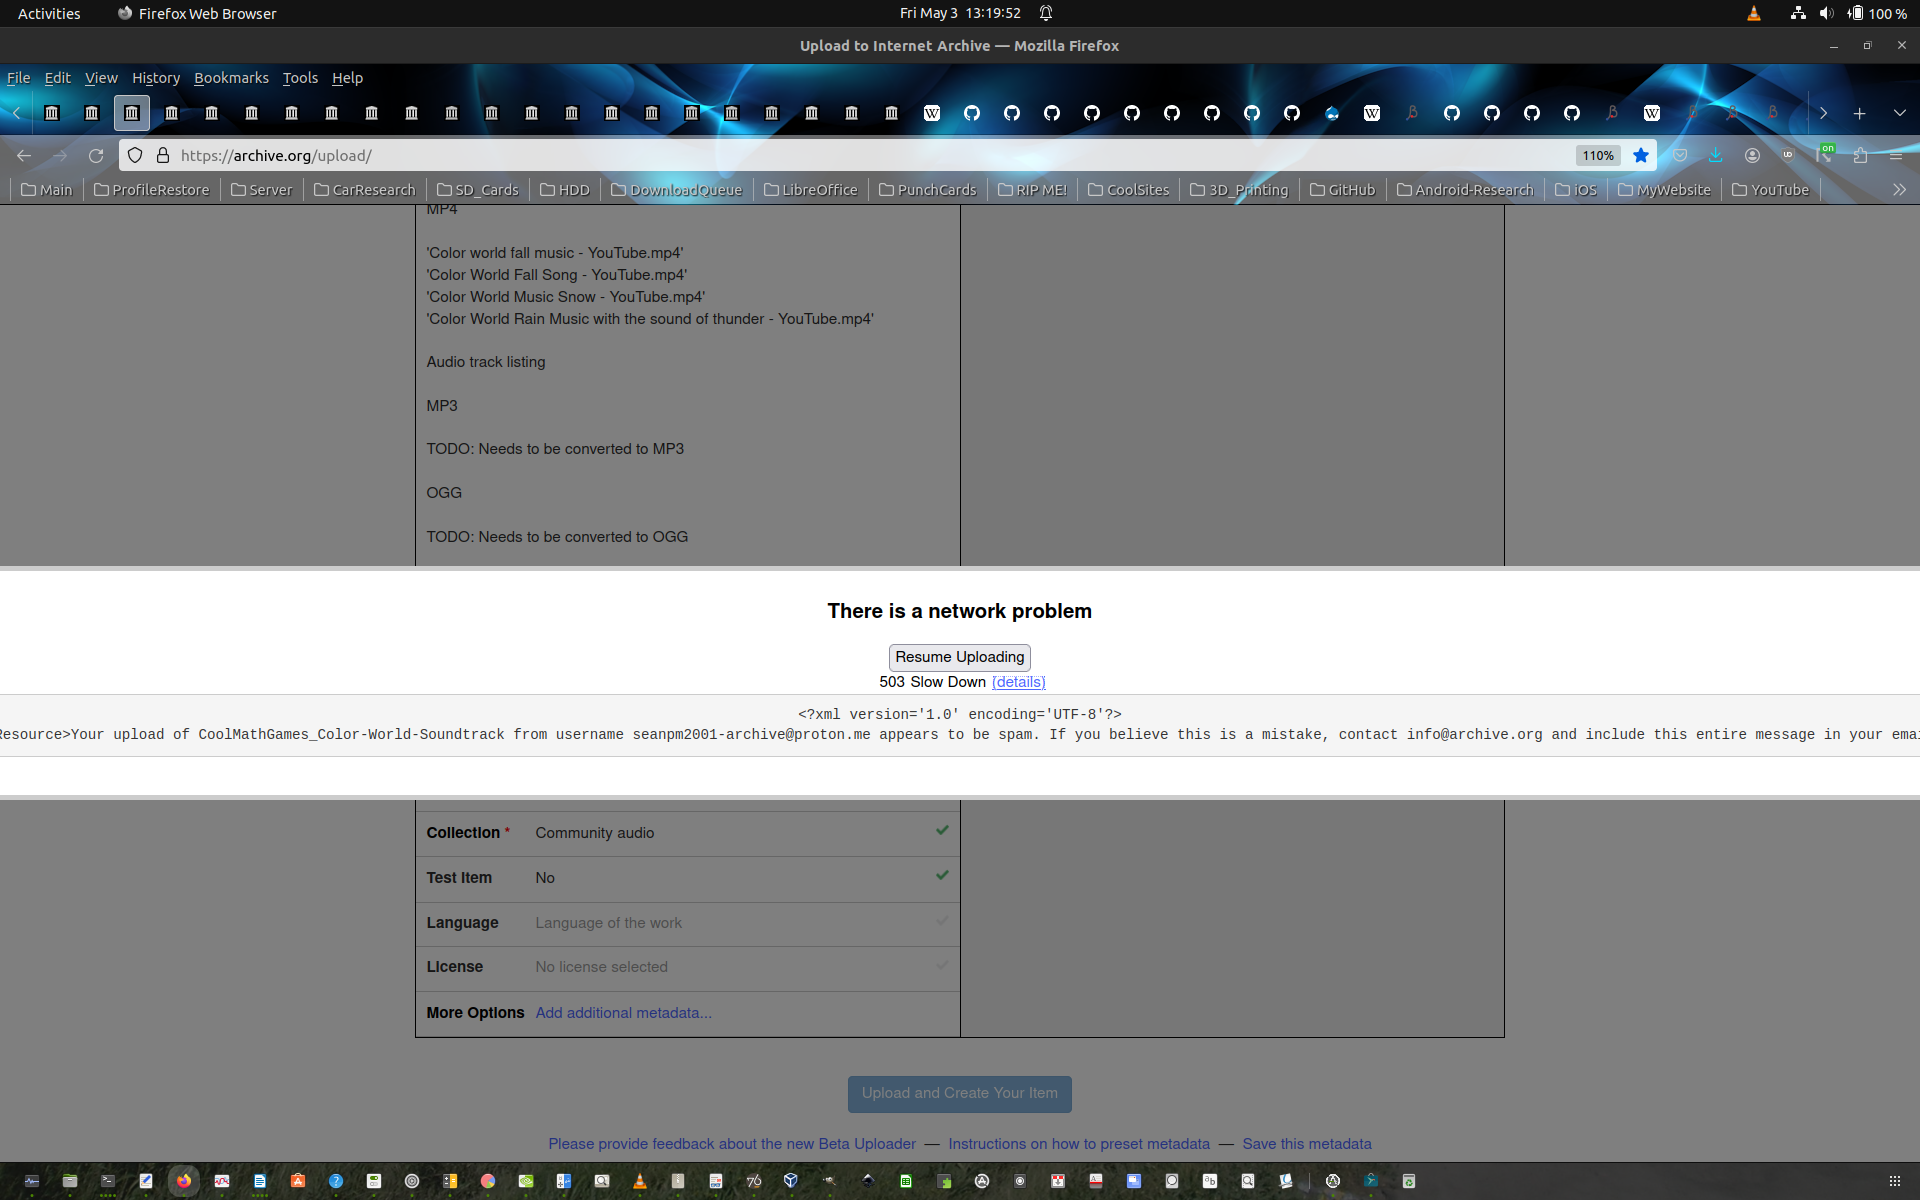 Activities
Firefox Web Browser
Fri May 3 13:19:52
100 %
Upload to Internet Archive — Mozilla Firefox
File Edit View History Bookmarks Tools Help
https://archive.org/upload/
110%
on
Main ProfileRestore Server CarResearch SD_Cards HDD DownloadQueue LibreOffice PunchCards RIP ME! CoolSites 3D_Printing GitHub Android-Research iOS MyWebsite YouTube
MP4
'Color world fall music - YouTube.mp4'
'Color World Fall Song - YouTube.mp4'
'Color World Music Snow - YouTube.mp4'
'Color World Rain Music with the sound of thunder - YouTube.mp4'
Audio track listing
MP3
TODO: Needs to be converted to MP3
OGG
TODO: Needs to be converted to OGG
There is a network problem
Resume Uploading
503 Slow Down (details)
<?xml version='1.0' encoding='UTF-8'?>
Resource>Your upload of CoolMathGames_Color-World-Soundtrack from username seanpm2001-archive@proton.me appears to be spam. If you believe this is a mistake, contact info@archive.org and include this entire message in your emai
Collection * Community audio
Test Item No
Language Language of the work
License No license selected
More Options Add additional metadata...
Upload and Create Your Item
Please provide feedback about the new Beta Uploader — Instructions on how to preset metadata — Save this metadata